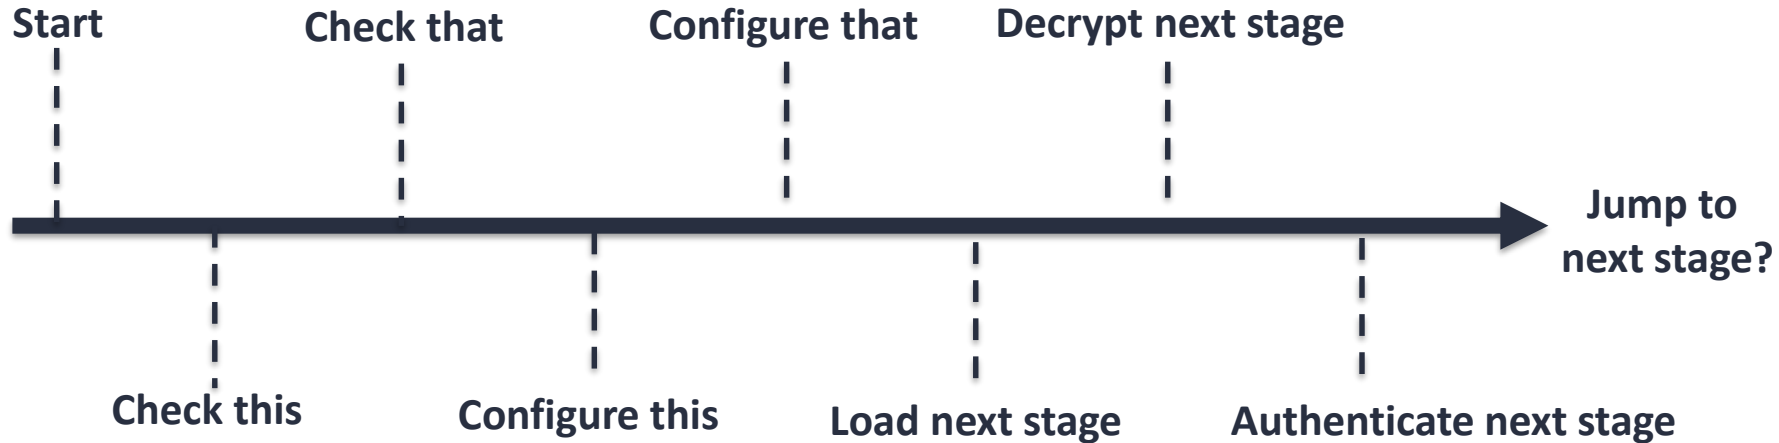 Start
Check that
Configure that
Decrypt next stage
Jump to
next stage?
Check this
Configure this
Load next stage
Authenticate next stage